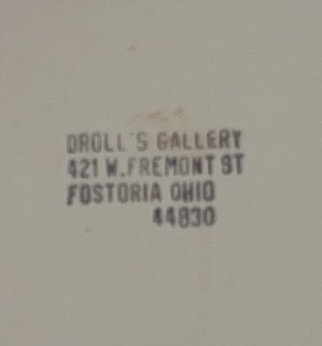 DROLL'S GALLERY
421 W.FREMONT ST
FOSTORIA OHIO
44830